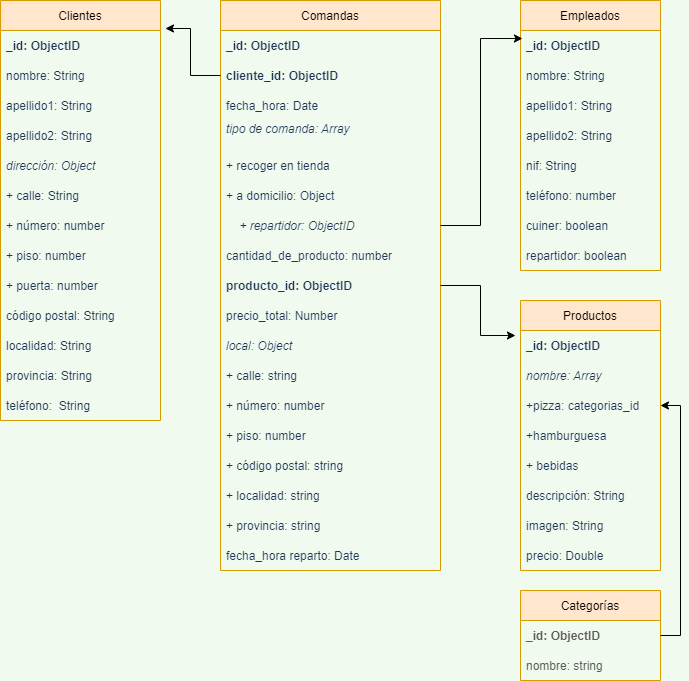 Clientes
_id: ObjectID
nombre: String
apellido1: String
apellido2: String
dirección: Object
+ calle: String
+ número: number
+ piso: number
+ puerta: number
código postal: String
localidad: String
provincia: String
teléfono: String
Comandas
_id: ObjectID
cliente_id: ObjectID
fecha_hora: Date
tipo de comanda: Array
+ recoger en tienda
+ a domicilio: Object
+ repartidor: ObjectID
cantidad_de_producto: number
producto_id: ObjectID
precio_total: Number
local: Object
+ calle: string
+ número: number
+ piso: number
+ código postal: string
+ localidad: string
+ provincia: string
fecha_hora reparto: Date
Empleados
_id: ObjectID
nombre: String
apellido1: String
apellido2: String
nif: String
teléfono: number
cuiner: boolean
repartidor: boolean
Productos
_id: ObjectID
nombre: Array
+pizza: categorias_id
+hamburguesa
+ bebidas
descripción: String
imagen: String
precio: Double
Categorías
_id: ObjectID
nombre: string